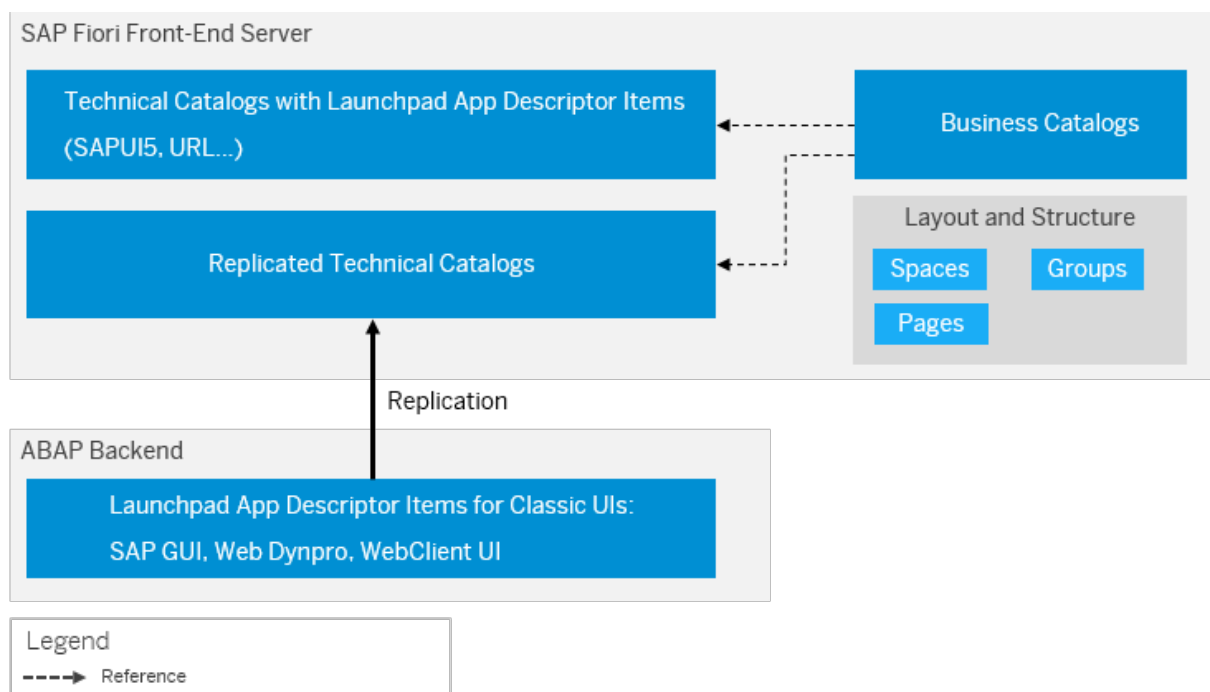 SAP Fiori Front-End Server
Technical Catalogs with Launchpad App Descriptor Items
(SAPUI5, URL...)
Business Catalogs
Replicated Technical Catalogs
Layout and Structure
Spaces
Groups
Pages
Replication
ABAP Backend
Launchpad App Descriptor Items for Classic UIs:
SAP GUI, Web Dynpro, WebClient UI
Legend
Reference